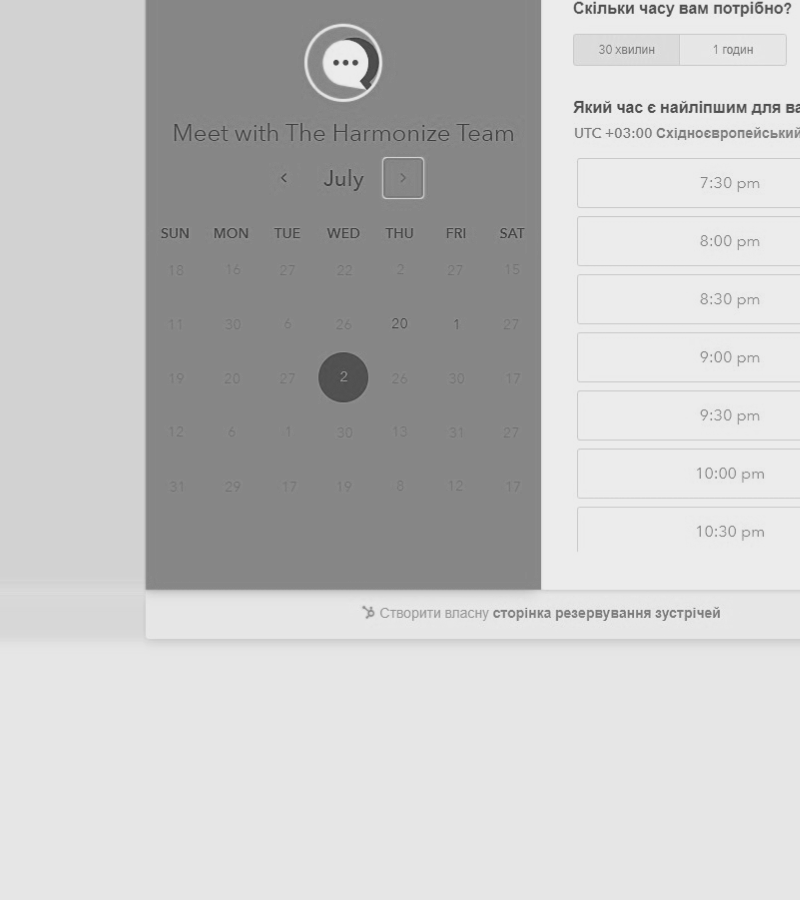 Meet with The Harmonize Team
July
SUN MON TUE WED THU FRI SAT
18 16 27 22 2 27 15
11 30 6 26 20 1 27
19 20 27 2 26 30 17
12 6 1 30 13 31 27
31 29 17 19 8 12 17
Скільки часу вам потрібно?
30 хвилин 1 годин
Який час є найліпшим для
UTC +03:00 Східноєвропейський
7:30 pm
8:00 pm
8:30 pm
9:00 pm
9:30 pm
10:00 pm
10:30 pm
Створити власну сторінка резервування зустрічей